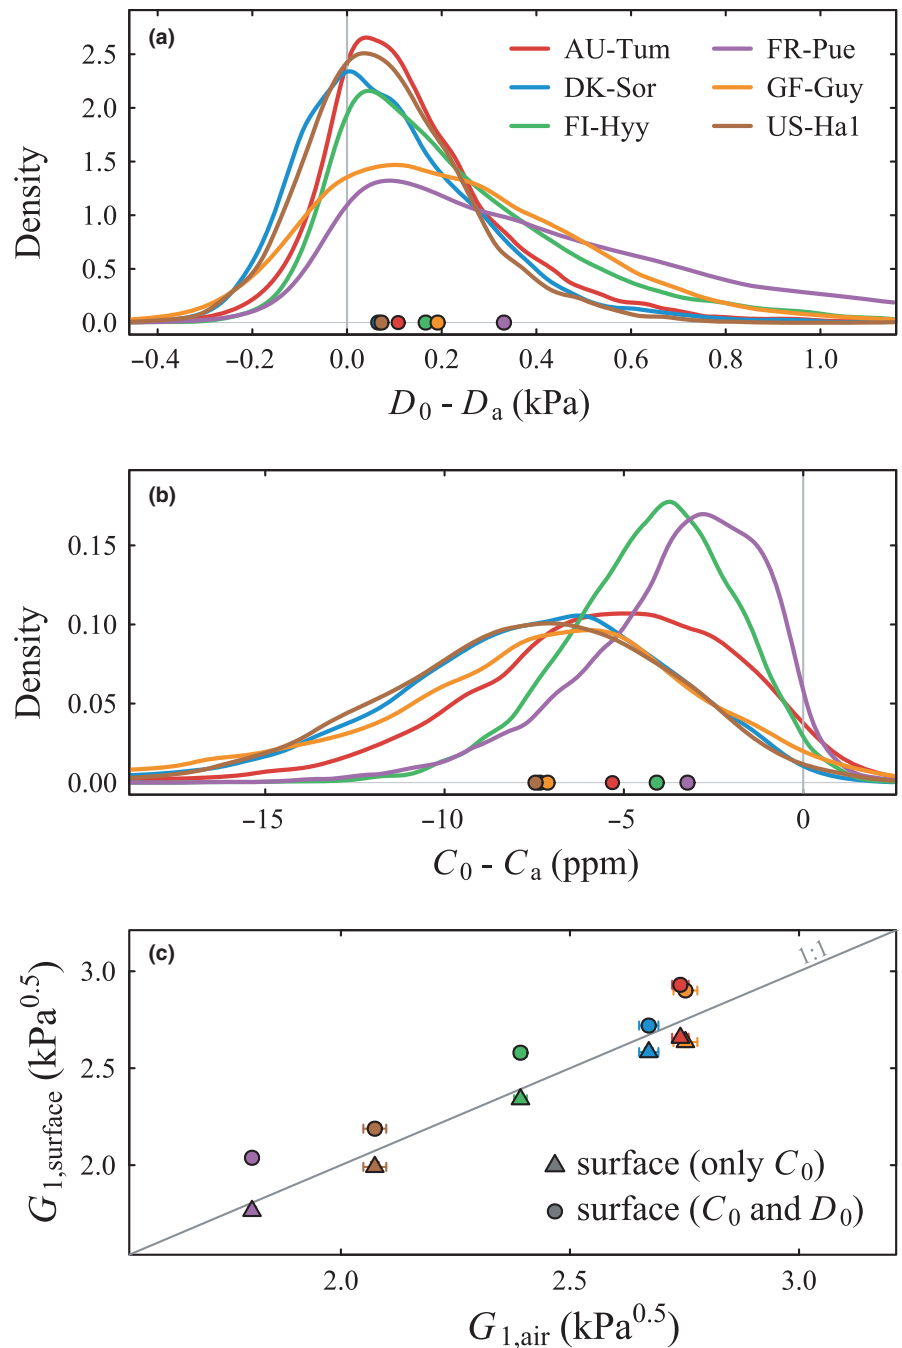 (a)
AU-Tum
FR-Pue
DK-Sor
GF-Guy
FI-Hyy
US-Ha1
Density
2.5
2.0
1.5
1.0
0.5
0.0
−0.4 −0.2 0.0 0.2 0.4 0.6 0.8 1.0
D0 - Da (kPa)
(b)
Density
0.15
0.10
0.05
0.00
−15 −10 −5 0
C0 - Ca (ppm)
(c)
1:1
G1,surface (kPa0.5)
3.0
2.5
2.0
surface (only C0)
surface (C0 and D0)
2.0 2.5 3.0
G1,air (kPa0.5)